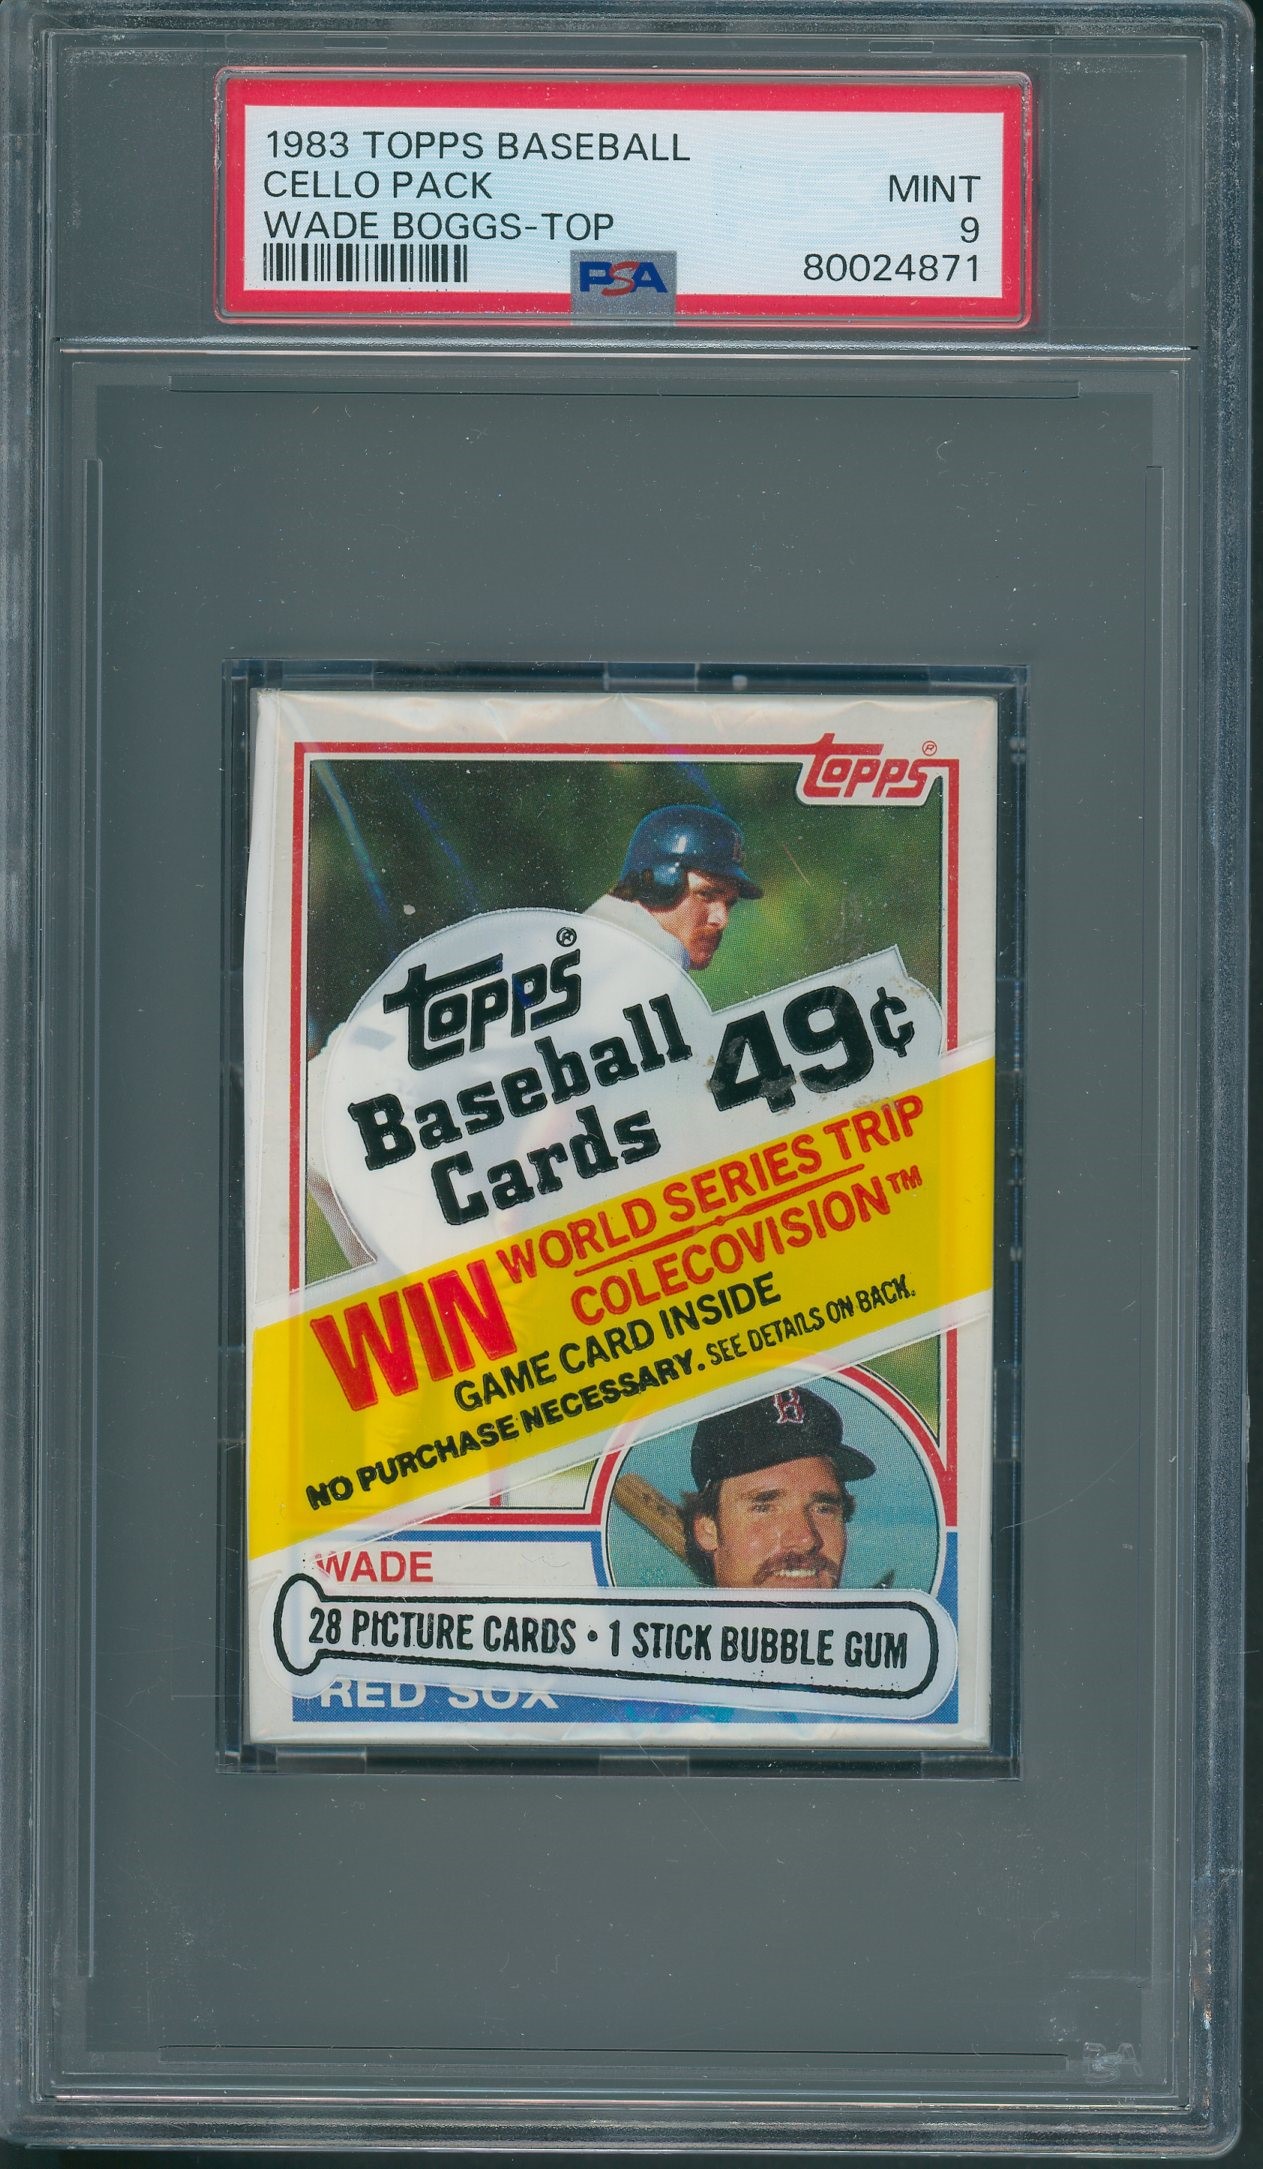 1983 TOPPS BASEBALL
CELLO PACK
MINT
WADE BOGGS-TOP
9
PSA
80024871
topps®
topps®
Baseball
Cards
49¢
WIN
WORLD SERIES TRIP
COLECOVISION™
GAME CARD INSIDE
NO PURCHASE NECESSARY. SEE DETAILS ON BACK.
B
WADE
28 PICTURE CARDS • 1 STICK BUBBLE GUM
RED SOX
PSA